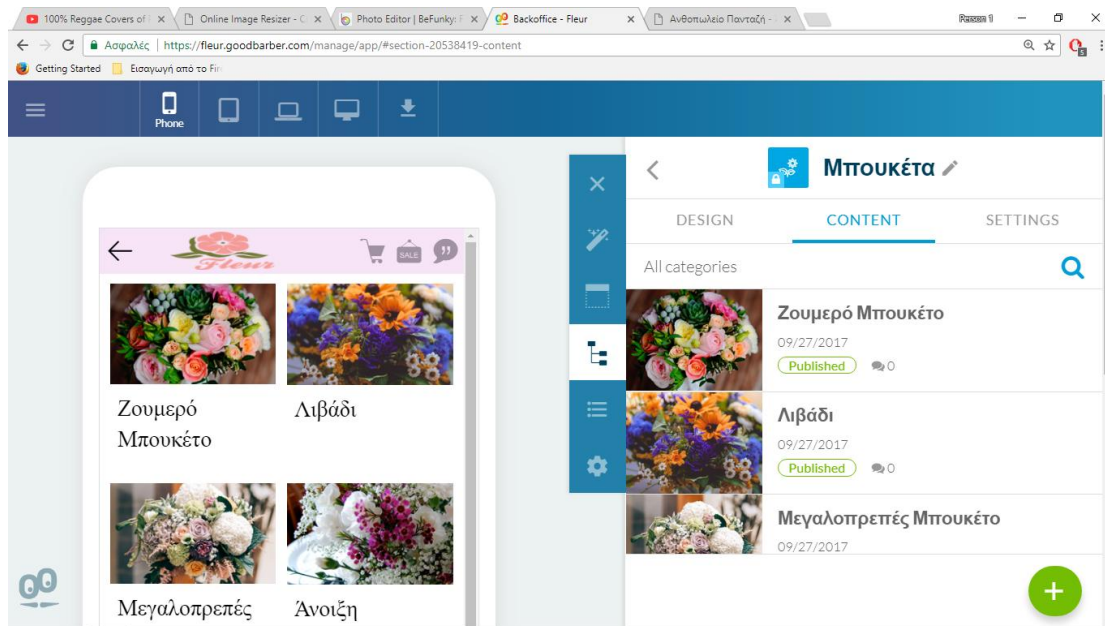 100% Reggae Covers of
Online Image Resizer - C
Photo Editor | BeFunky: F
Backoffice - Fleur
Ανθοπωλείο Πανταζή -
Ασφαλές
https://fleur.goodbarber.com/manage/app/#section-20538419-content
Getting Started
Εισαγωγή από το Fir
Phone
Μπουκέτα
DESIGN
CONTENT
SETTINGS
All categories
Fleur
SALE
Ζουμερό
Μπουκέτο
Λιβάδι
Μεγαλοπρεπές
Άνοιξη
Ζουμερό Μπουκέτο
09/27/2017
Published
0
Λιβάδι
09/27/2017
Published
0
Μεγαλοπρεπές Μπουκέτο
09/27/2017